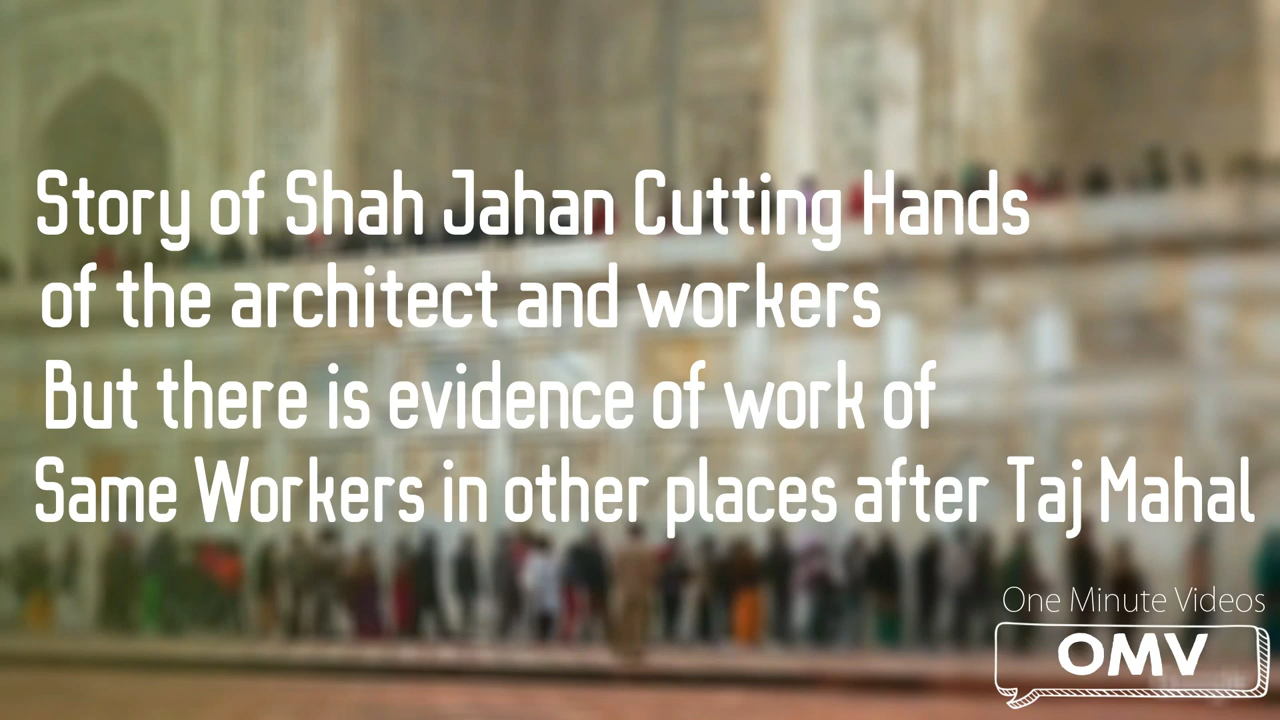 Story of Shah Jahan Cutting Hands
of the architect and workers
But there is evidence of work of
Same Workers in other places after Taj Mahal
One Minute Videos
OMV